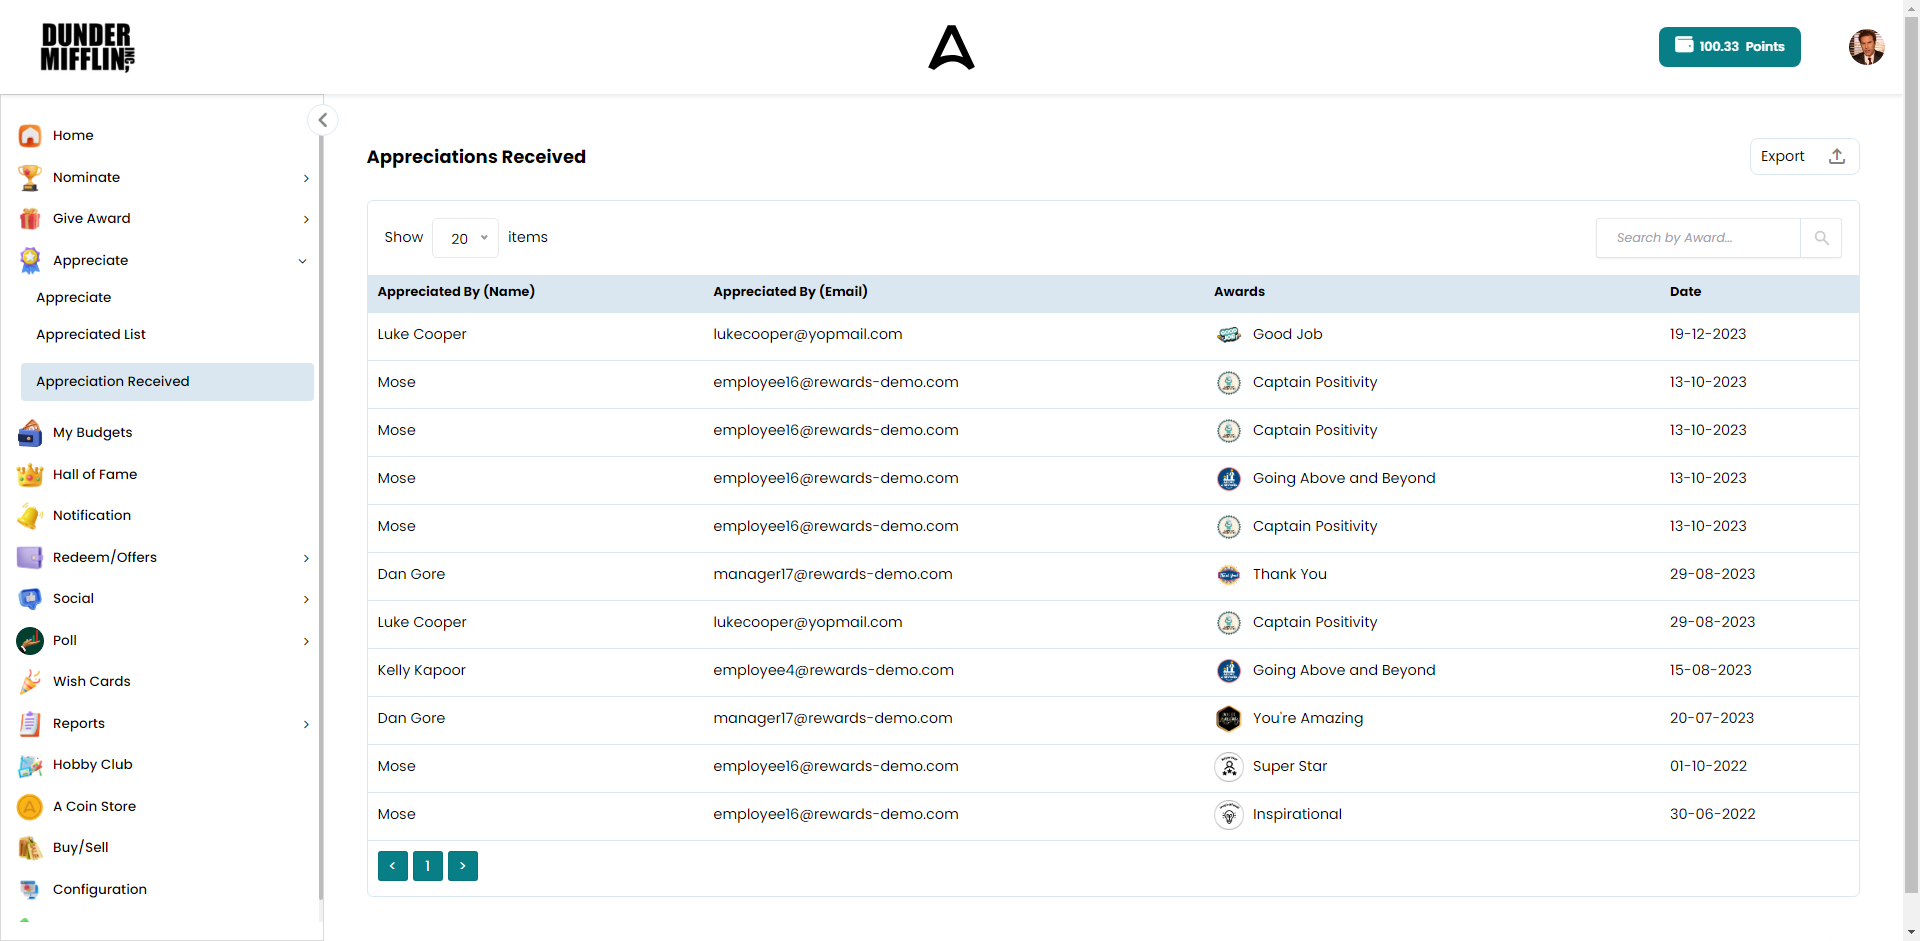 DUNDER
MIFFLIN, INC
100.33 Points
Home
Nominate
Give Award
Appreciate
Appreciate
Appreciated List
Appreciation Received
My Budgets
Hall of Fame
Notification
Redeem/Offers
Social
Poll
Wish Cards
Reports
Hobby Club
A Coin Store
Buy/Sell
Configuration
Appreciations Received
Export
Show 20 items
Search by Award...
Appreciated By (Name) Appreciated By (Email) Awards Date
Luke Cooper lukecooper@yopmail.com Good Job 19-12-2023
Mose employee16@rewards-demo.com Captain Positivity 13-10-2023
Mose employee16@rewards-demo.com Captain Positivity 13-10-2023
Mose employee16@rewards-demo.com Going Above and Beyond 13-10-2023
Mose employee16@rewards-demo.com Captain Positivity 13-10-2023
Dan Gore manager17@rewards-demo.com Thank You 29-08-2023
Luke Cooper lukecooper@yopmail.com Captain Positivity 29-08-2023
Kelly Kapoor employee4@rewards-demo.com Going Above and Beyond 15-08-2023
Dan Gore manager17@rewards-demo.com You're Amazing 20-07-2023
Mose employee16@rewards-demo.com Super Star 01-10-2022
Mose employee16@rewards-demo.com Inspirational 30-06-2022
< 1 >